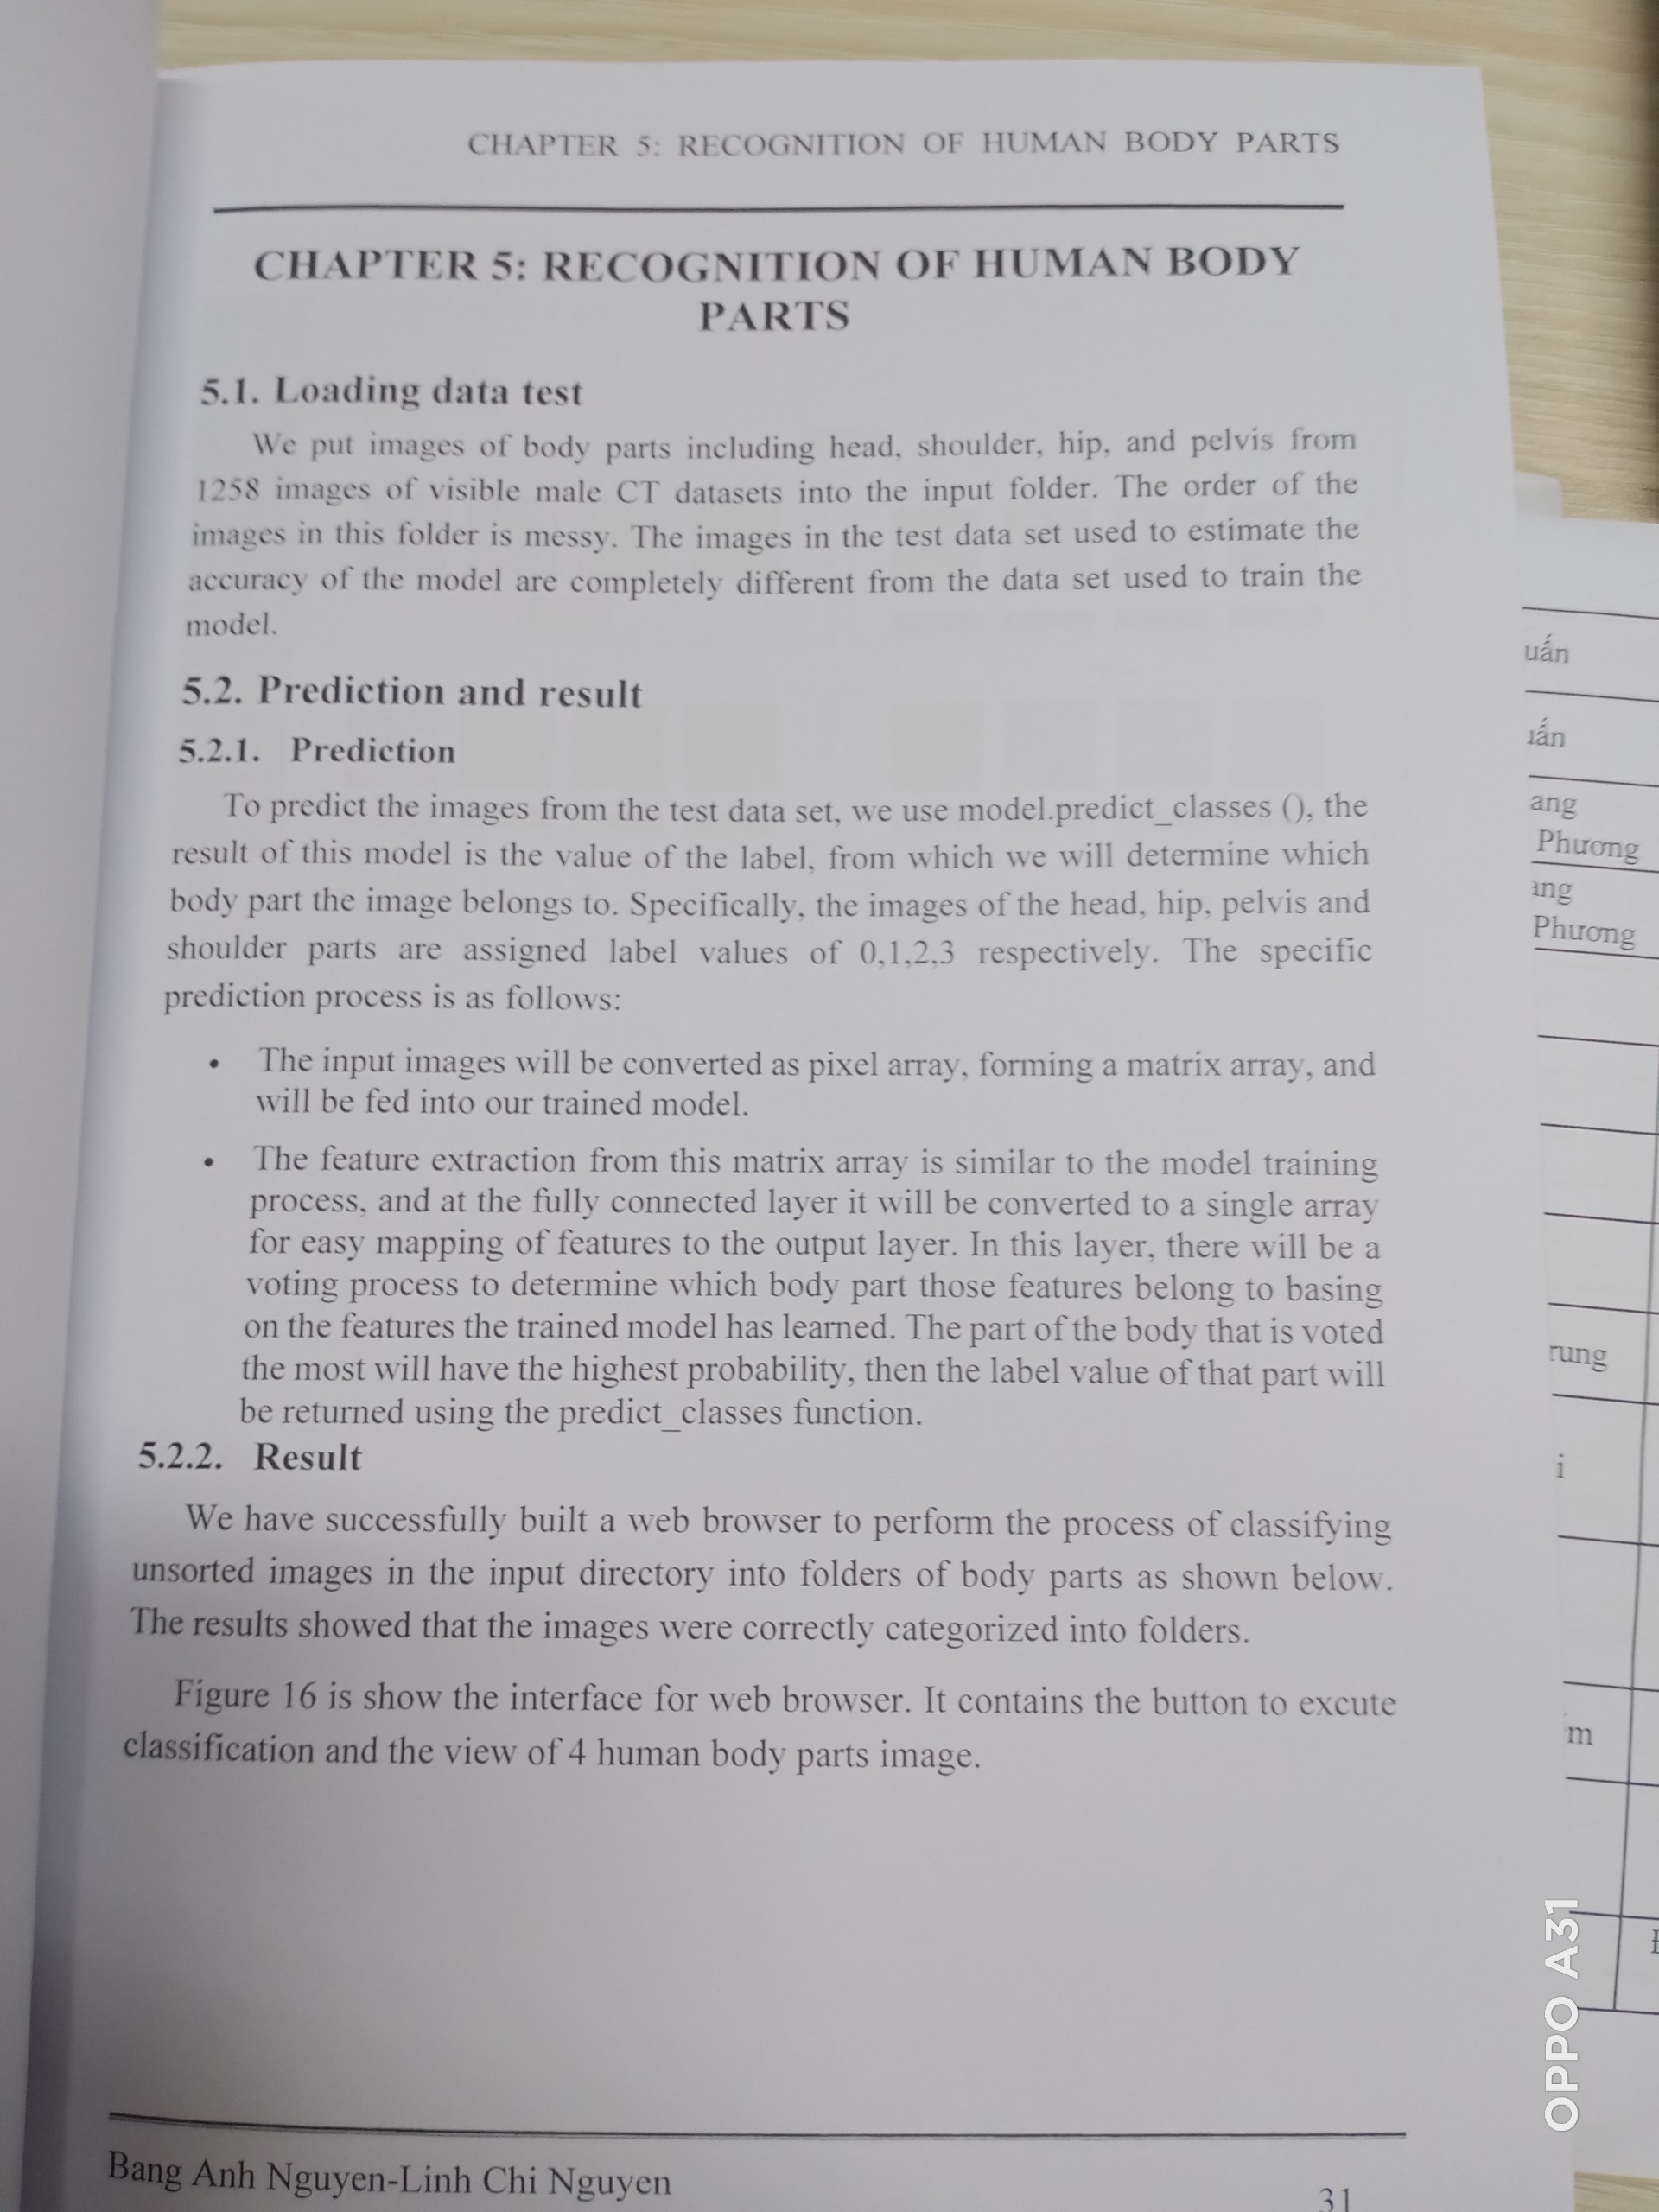 CHAPTER 5: RECOGNITION OF HUMAN BODY PARTS
CHAPTER 5: RECOGNITION OF HUMAN BODY
PARTS
5.1. Loading data test
We put images of body parts including head, shoulder, hip, and pelvis from
1258 images of visible male CT datasets into the input folder. The order of the
images in this folder is messy. The images in the test data set used to estimate the
accuracy of the model are completely different from the data set used to train the
model.
5.2. Prediction and result
5.2.1. Prediction
To predict the images from the test data set, we use model.predict_classes (), the
result of this model is the value of the label, from which we will determine which
body part the image belongs to. Specifically, the images of the head, hip, pelvis and
shoulder parts are assigned label values of 0,1,2,3 respectively. The specific
prediction process is as follows:
• The input images will be converted as pixel array, forming a matrix array, and
will be fed into our trained model.
• The feature extraction from this matrix array is similar to the model training
process, and at the fully connected layer it will be converted to a single array
for easy mapping of features to the output layer. In this layer, there will be a
voting process to determine which body part those features belong to basing
on the features the trained model has learned. The part of the body that is voted
the most will have the highest probability, then the label value of that part will
be returned using the predict_classes function.
5.2.2. Result
We have successfully built a web browser to perform the process of classifying
unsorted images in the input directory into folders of body parts as shown below.
The results showed that the images were correctly categorized into folders.
Figure 16 is show the interface for web browser. It contains the button to excute
classification and the view of 4 human body parts image.
Bang Anh Nguyen-Linh Chi Nguyen
31
uấn
ấn
ang
Phương
ang
Phương
rung
i
m
OPPO A31